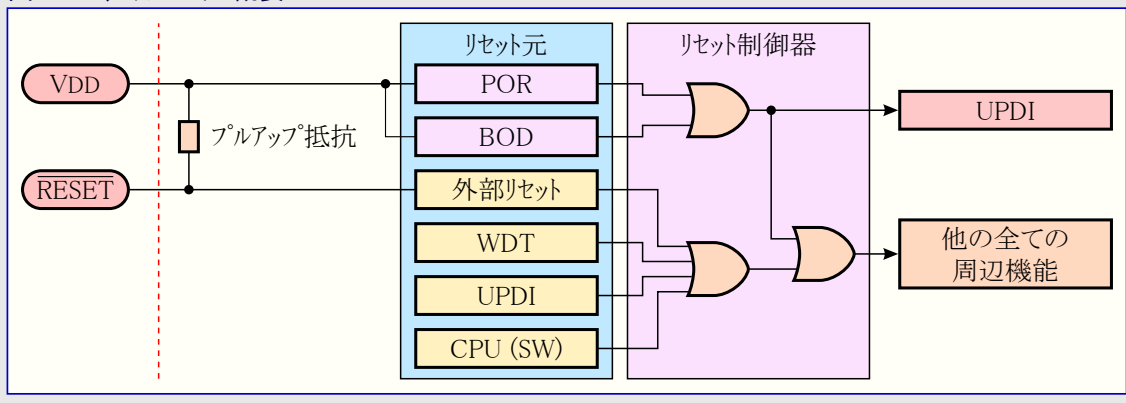 リセット元
リセット制御器
VDD
POR
UPDI
プルアップ抵抗
BOD
RESET
外部リセット
WDT
他の全ての
周辺機能
UPDI
CPU (SW)